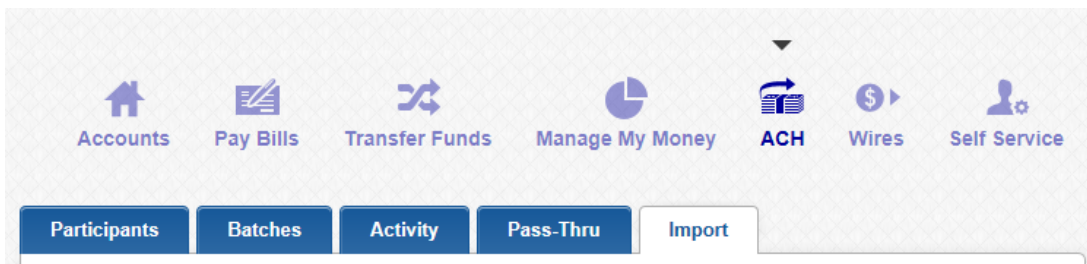 Accounts Pay Bills Transfer Funds Manage My Money ACH Wires Self Service
Participants Batches Activity Pass-Thru Import